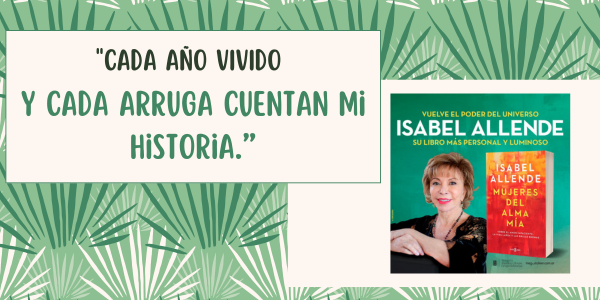 "CADA AÑO VIVIDO
Y CADA ARRUGA CUENTAN MI
HISTORIA.”
VUELVE EL PODER DEL UNIVERSO
ISABEL ALLENDE
SU LIBRO MÁS PERSONAL Y LUMINOSO
ISABEL
ALLENDE
MUJERES
DEL
ALMA
MÍA